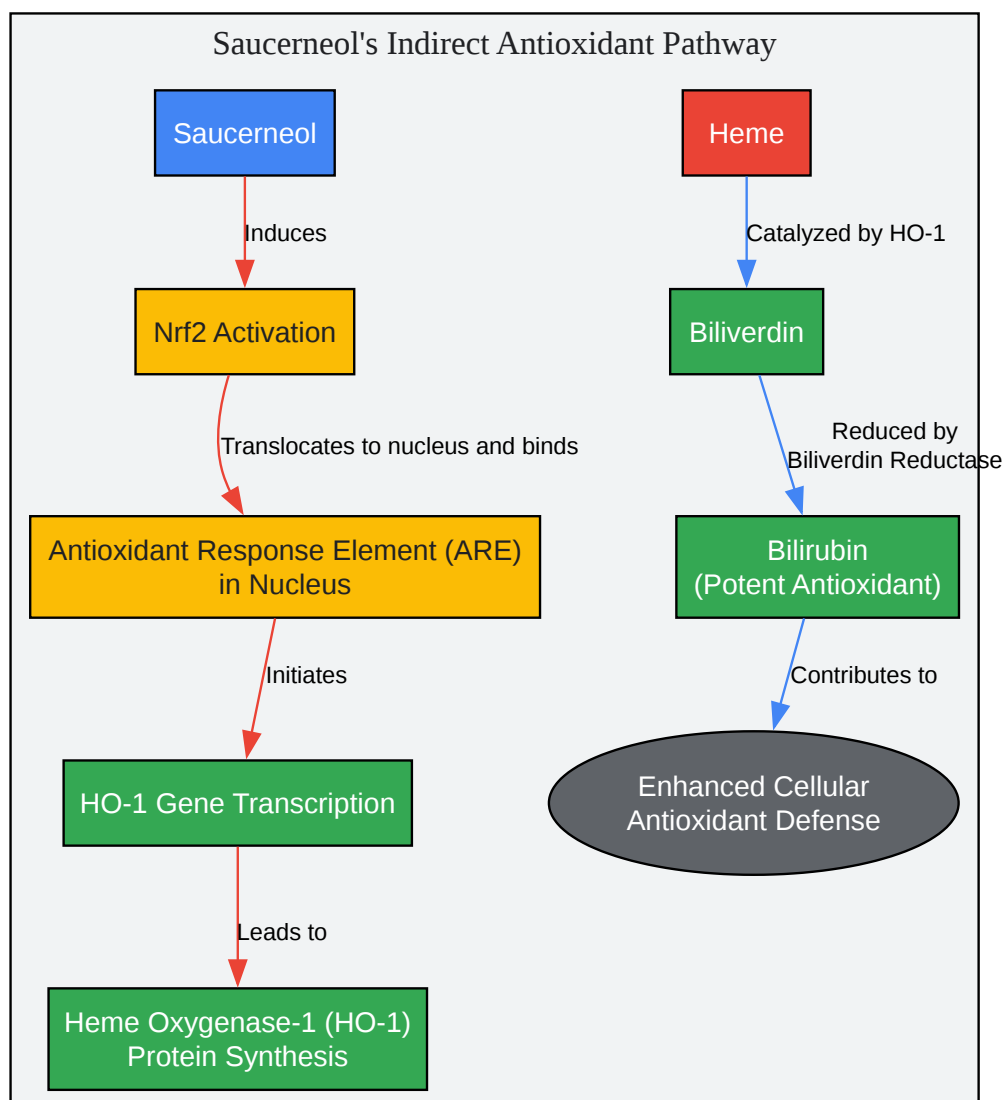 Saucerneol's Indirect Antioxidant Pathway
Saucerneol
Induces
Nrf2 Activation
Translocates to nucleus and binds
Antioxidant Response Element (ARE)
in Nucleus
Initiates
HO-1 Gene Transcription
Leads to
Heme Oxygenase-1 (HO-1)
Protein Synthesis
Heme
Catalyzed by HO-1
Biliverdin
Reduced by
Biliverdin Reductase
Bilirubin
(Potent Antioxidant)
Contributes to
Enhanced Cellular
Antioxidant Defense